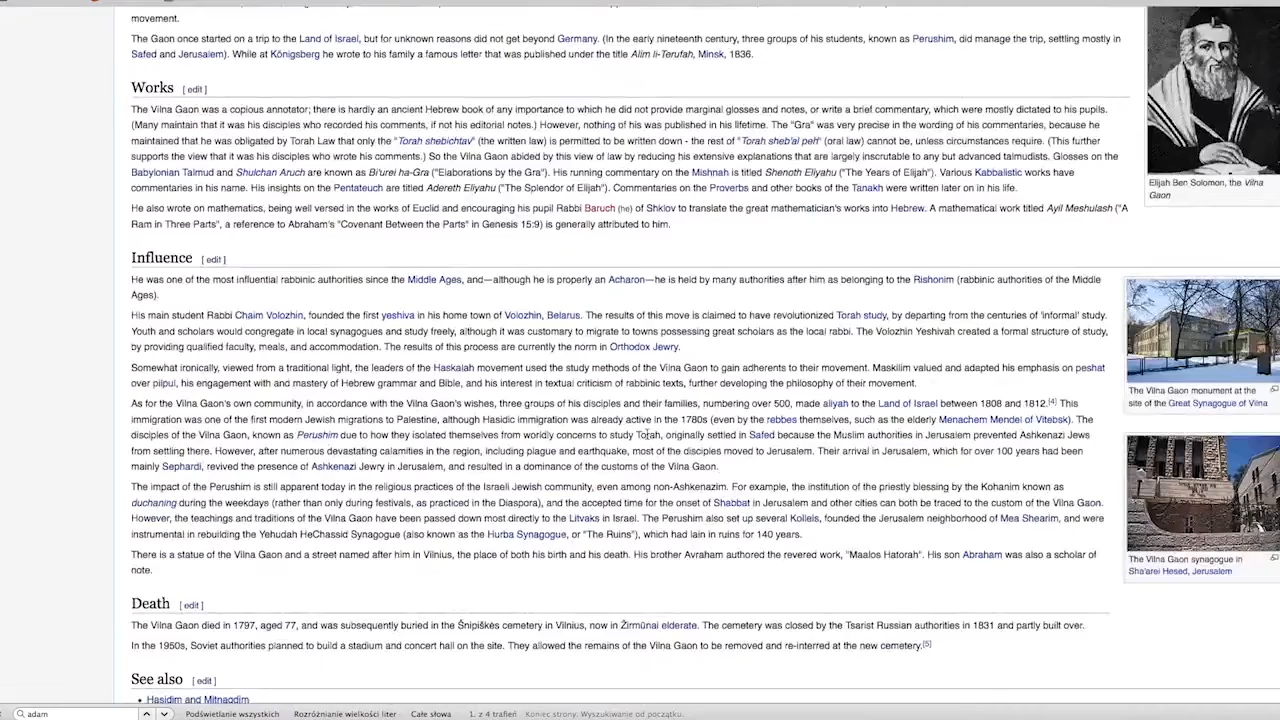 movement.
The Gaon once started on a trip to the Land of Israel, but for unknown reasons did not get beyond Germany. (In the early nineteenth century, three groups of his students, known as Perushim, did manage the trip, settling mostly in
Safed and Jerusalem). While at Königsberg he wrote to his family a famous letter that was published under the title Alim li-Terufah, Minsk, 1836.
Works [ edit ]
The Vilna Gaon was a copious annotator; there is hardly an ancient Hebrew book of any importance to which he did not provide marginal glosses and notes, or write a brief commentary, which were mostly dictated to his pupils.
(Many maintain that it was his disciples who recorded his comments, if not his editorial notes.) However, nothing of his was published in his lifetime. The "Gra" was very precise in the wording of his commentaries, because he
maintained that he was obligated by Torah Law that only the "Torah shebichtav" (the written law) is permitted to be written down - the rest of "Torah sheb'al peh" (oral law) cannot be, unless circumstances require. (This further
supports the view that it was his disciples who wrote his comments.) So the Vilna Gaon abided by this view of law by reducing his extensive explanations that are largely inscrutable to any but advanced talmudists. Glosses on the
Babylonian Talmud and Shulchan Aruch are known as Bi'urei ha-Gra ("Elaborations by the Gra"). His running commentary on the Mishnah is titled Shenoth Eliyahu ("The Years of Elijah"). Various Kabbalistic works have
commentaries in his name. His insights on the Pentateuch are titled Adereth Eliyahu ("The Splendor of Elijah"). Commentaries on the Proverbs and other books of the Tanakh were written later on in his life.
He also wrote on mathematics, being well versed in the works of Euclid and encouraging his pupil Rabbi Baruch (he) of Shklov to translate the great mathematician's works into Hebrew. A mathematical work titled Ayil Meshulash ("A
Ram in Three Parts", a reference to Abraham's "Covenant Between the Parts" in Genesis 15:9) is generally attributed to him.
Elijah Ben Solomon, the Vilna
Gaon
Influence [ edit ]
He was one of the most influential rabbinic authorities since the Middle Ages, and—although he is properly an Acharon—he is held by many authorities after him as belonging to the Rishonim (rabbinic authorities of the Middle
Ages).
His main student Rabbi Chaim Volozhin, founded the first yeshiva in his home town of Volozhin, Belarus. The results of this move is claimed to have revolutionized Torah study, by departing from the centuries of 'informal' study.
Youth and scholars would congregate in local synagogues and study freely, although it was customary to migrate to towns possessing great scholars as the local rabbi. The Volozhin Yeshivah created a formal structure of study,
by providing qualified faculty, meals, and accommodation. The results of this process are currently the norm in Orthodox Jewry.
Somewhat ironically, viewed from a traditional light, the leaders of the Haskalah movement used the study methods of the Vilna Gaon to gain adherents to their movement. Maskilim valued and adapted his emphasis on peshat
over pilpul, his engagement with and mastery of Hebrew grammar and Bible, and his interest in textual criticism of rabbinic texts, further developing the philosophy of their movement.
As for the Vilna Gaon's own community, in accordance with the Vilna Gaon's wishes, three groups of his disciples and their families, numbering over 500, made aliyah to the Land of Israel between 1808 and 1812.[4] This
immigration was one of the first modern Jewish migrations to Palestine, although Hasidic immigration was already active in the 1780s (even by the rebbes themselves, such as the elderly Menachem Mendel of Vitebsk). The
disciples of the Vilna Gaon, known as Perushim due to how they isolated themselves from worldly concerns to study Torah, originally settled in Safed because the Muslim authorities in Jerusalem prevented Ashkenazi Jews
from settling there. However, after numerous devastating calamities in the region, including plague and earthquake, most of the disciples moved to Jerusalem. Their arrival in Jerusalem, which for over 100 years had been
mainly Sephardi, revived the presence of Ashkenazi Jewry in Jerusalem, and resulted in a dominance of the customs of the Vilna Gaon.
The impact of the Perushim is still apparent today in the religious practices of the Israeli Jewish community, even among non-Ashkenazim. For example, the institution of the priestly blessing by the Kohanim known as
duchaning during the weekdays (rather than only during festivals, as practiced in the Diaspora), and the accepted time for the onset of Shabbat in Jerusalem and other cities can both be traced to the custom of the Vilna Gaon.
However, the teachings and traditions of the Vilna Gaon have been passed down most directly to the Litvaks in Israel. The Perushim also set up several Kollels, founded the Jerusalem neighborhood of Mea Shearim, and were
instrumental in rebuilding the Yehudah HeChassid Synagogue (also known as the Hurba Synagogue, or "The Ruins"), which had lain in ruins for 140 years.
There is a statue of the Vilna Gaon and a street named after him in Vilnius, the place of both his birth and his death. His brother Avraham authored the revered work, "Maalos Hatorah". His son Abraham was also a scholar of
note.
The Vilna Gaon monument at the
site of the Great Synagogue of Vilna
The Vilna Gaon synagogue in
Sha'arei Hesed, Jerusalem
Death [ edit ]
The Vilna Gaon died in 1797, aged 77, and was subsequently buried in the Šnipiškės cemetery in Vilnius, now in Žirmūnai elderate. The cemetery was closed by the Tsarist Russian authorities in 1831 and partly built over.
In the 1950s, Soviet authorities planned to build a stadium and concert hall on the site. They allowed the remains of the Vilna Gaon to be removed and re-interred at the new cemetery.[5]
See also [ edit ]
• Hasidim and Mitnagdim
adam Podświetlanie wszystkich Rozróżnianie wielkości liter Całe słowa 1. z 4 trafień Koniec strony. Wyszukiwanie od początku.